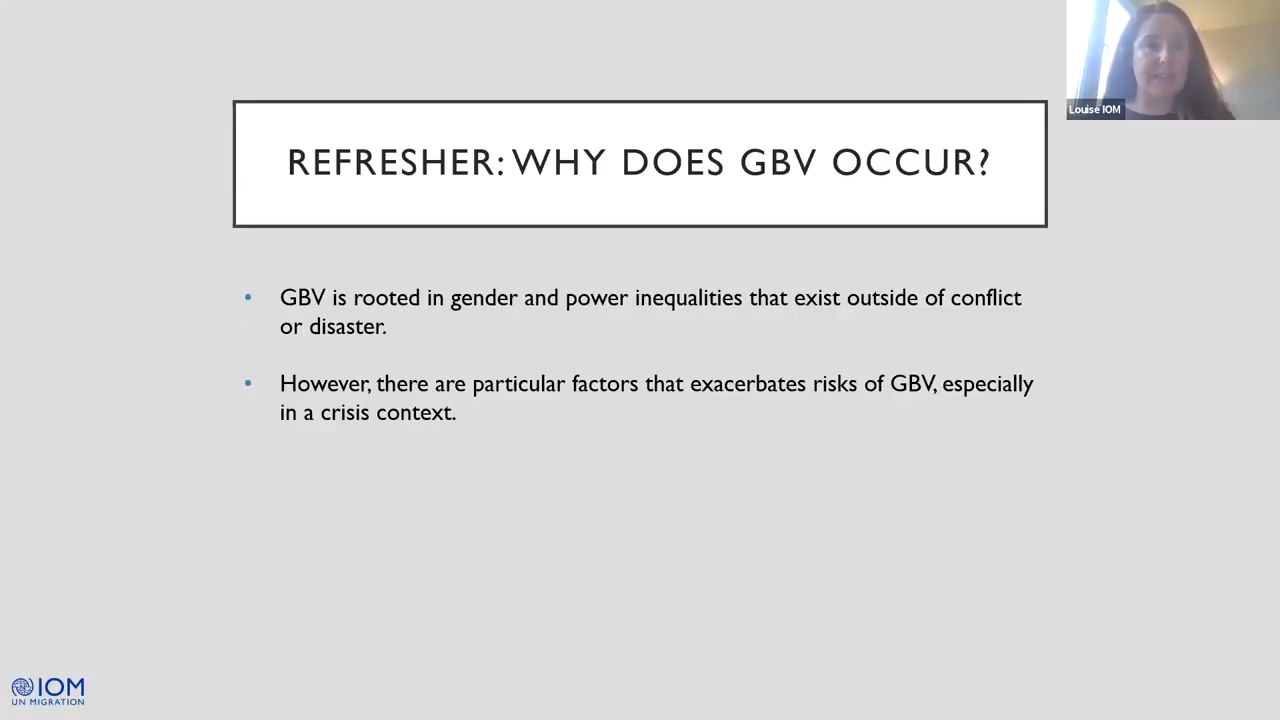 Louise IOM
REFRESHER: WHY DOES GBV OCCUR?
• GBV is rooted in gender and power inequalities that exist outside of conflict
or disaster.
• However, there are particular factors that exacerbates risks of GBV, especially
in a crisis context.
IOM
UN MIGRATION